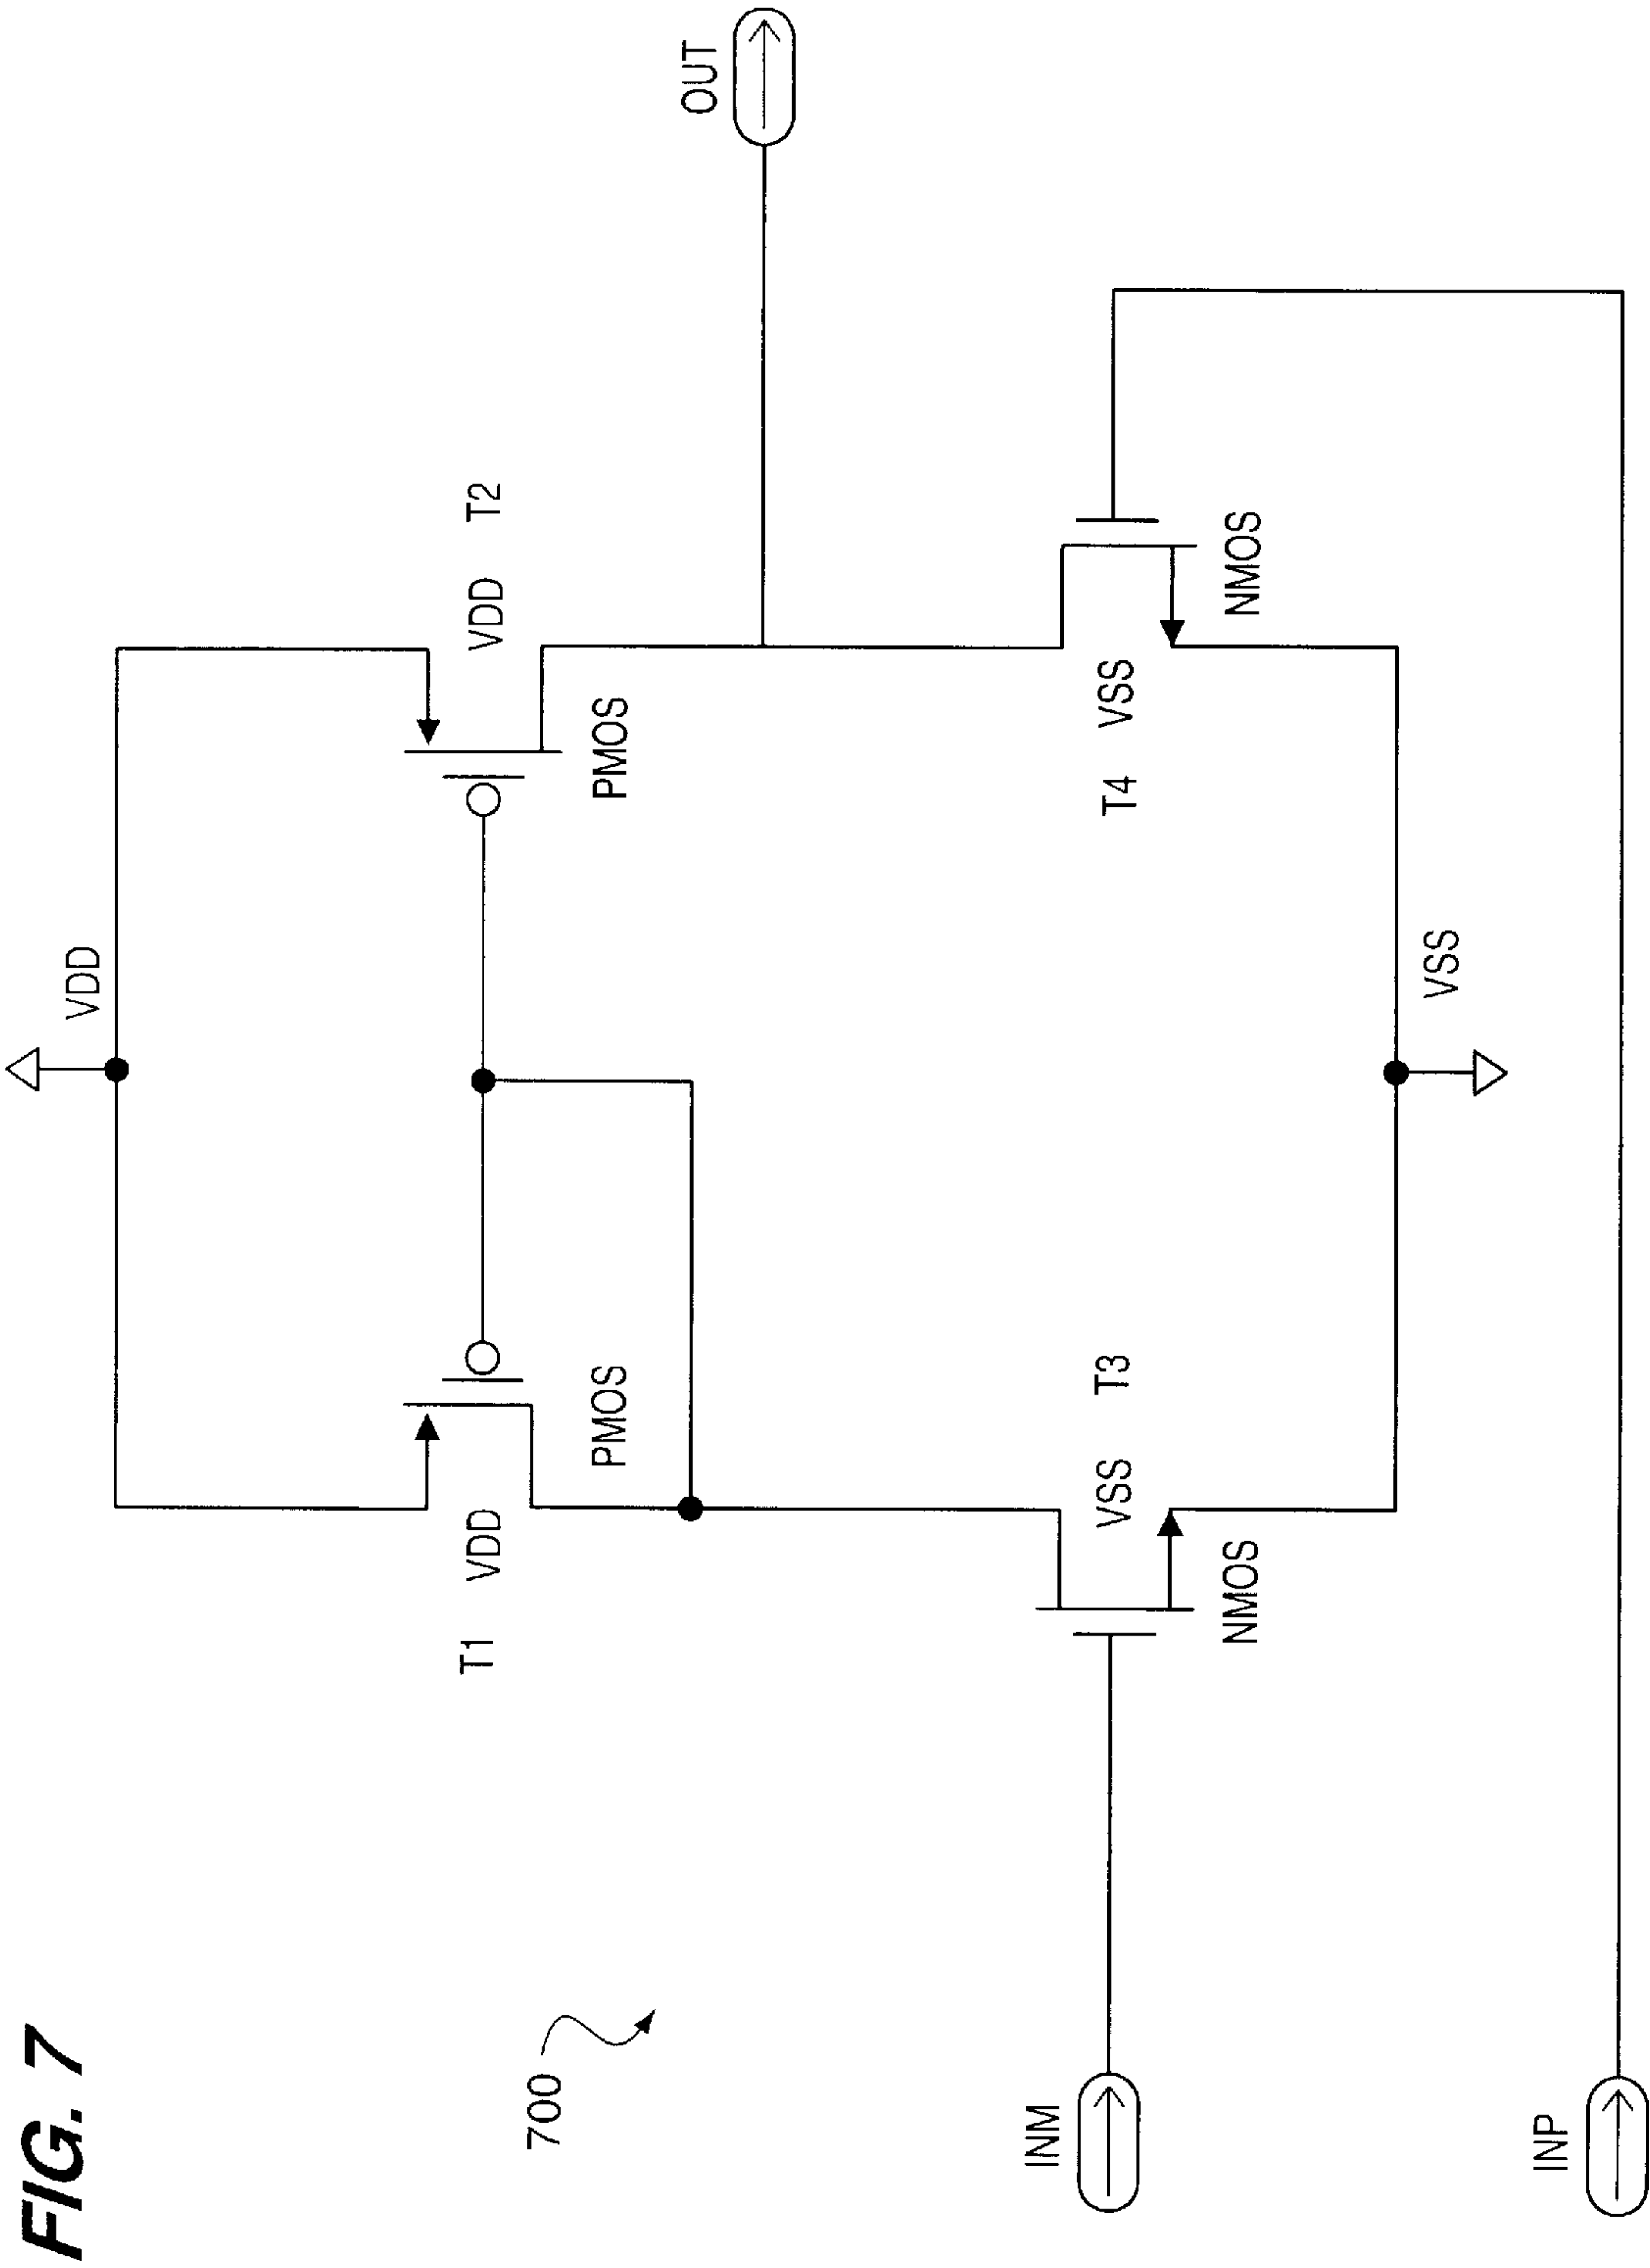 FIG. 7
700
VDD
T1 VDD
PMOS
VDD T2
PMOS
OUT
INM
VSS T3
NMOS
T4 VSS
NMOS
VSS
INP